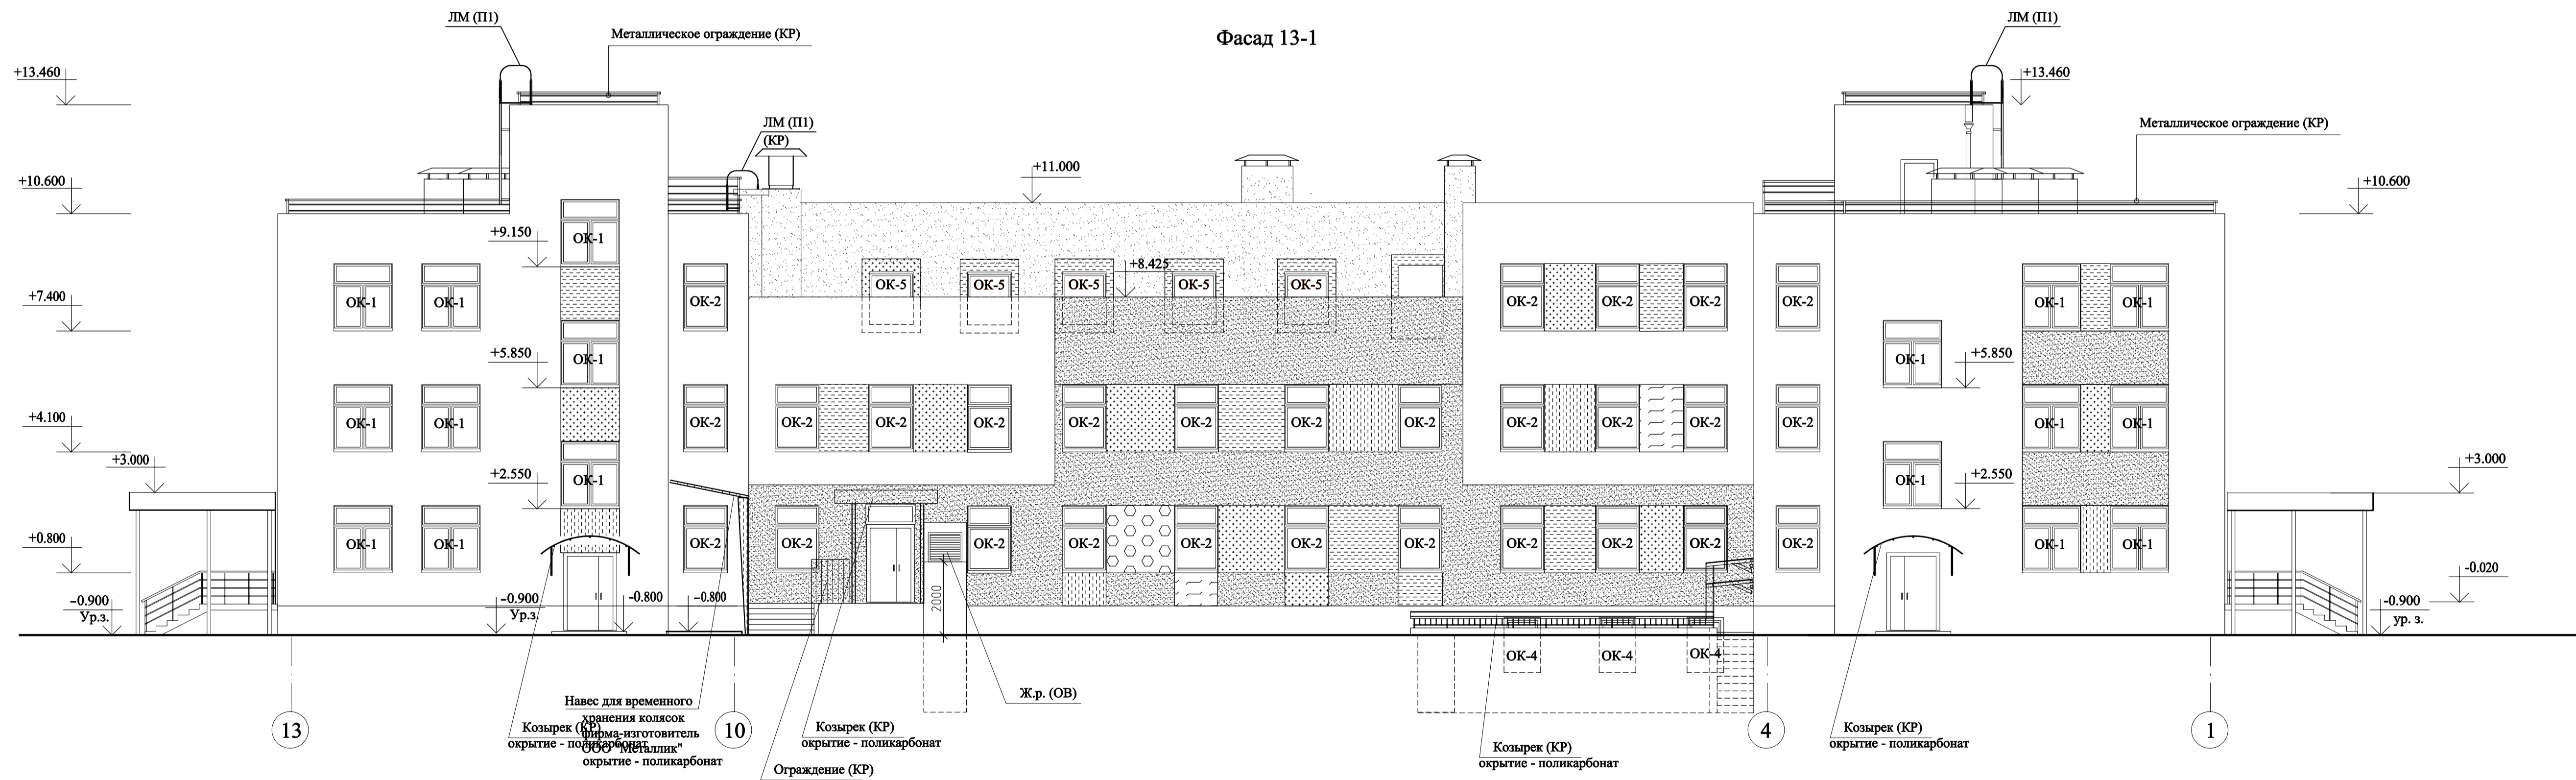 Фасад 13-1
ЛМ (П1)
Металлическое ограждение (КР)
ЛМ (П1)
+13.460
+13.460
ЛМ (П1)
(КР)
Металлическое ограждение (КР)
+11.000
+10.600
+10.600
+9.150
ОК-1
+8.425
ОК-5
ОК-5
ОК-5
ОК-5
ОК-5
+7.400
ОК-1
ОК-1
ОК-2
ОК-2
ОК-2
ОК-2
ОК-2
ОК-1
ОК-1
+5.850
ОК-1
ОК-1
+5.850
+4.100
ОК-1
ОК-1
ОК-2
ОК-2
ОК-2
ОК-2
ОК-2
ОК-2
ОК-2
ОК-2
ОК-2
ОК-2
ОК-2
ОК-2
ОК-1
ОК-1
+3.000
+3.000
+2.550
ОК-1
ОК-1
+2.550
+0.800
ОК-1
ОК-1
ОК-2
ОК-2
ОК-2
ОК-2
ОК-2
ОК-2
ОК-2
ОК-2
ОК-2
ОК-2
ОК-2
ОК-1
ОК-1
-0.020
-0.900
Ур.з.
-0.900
Ур.з.
-0.800
-0.800
2000
-0.900
ур. з.
ОК-4
ОК-4
ОК-4
Ж.р. (ОВ)
Навес для временного
хранения колясок
фирма-изготовитель
ООО "Металлик"
окрытие - поликарбонат
Козырек (КР)
окрытие - поликарбонат
Козырек (КР)
окрытие - поликарбонат
Ограждение (КР)
Козырек (КР)
окрытие - поликарбонат
Козырек (КР)
окрытие - поликарбонат
13
10
4
1